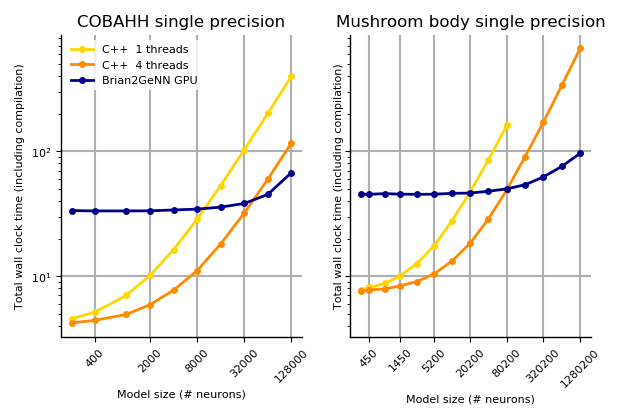 COBAHH single precision
Total wall clock time (including compilation)
C++  1 threads
C++  4 threads
Brian2GeNN GPU
10²
10¹
400
2000
8000
32000
128000
Model size (# neurons)
Mushroom body single precision
Total wall clock time (including compilation)
450
1450
5200
20200
80200
320200
1280200
Model size (# neurons)